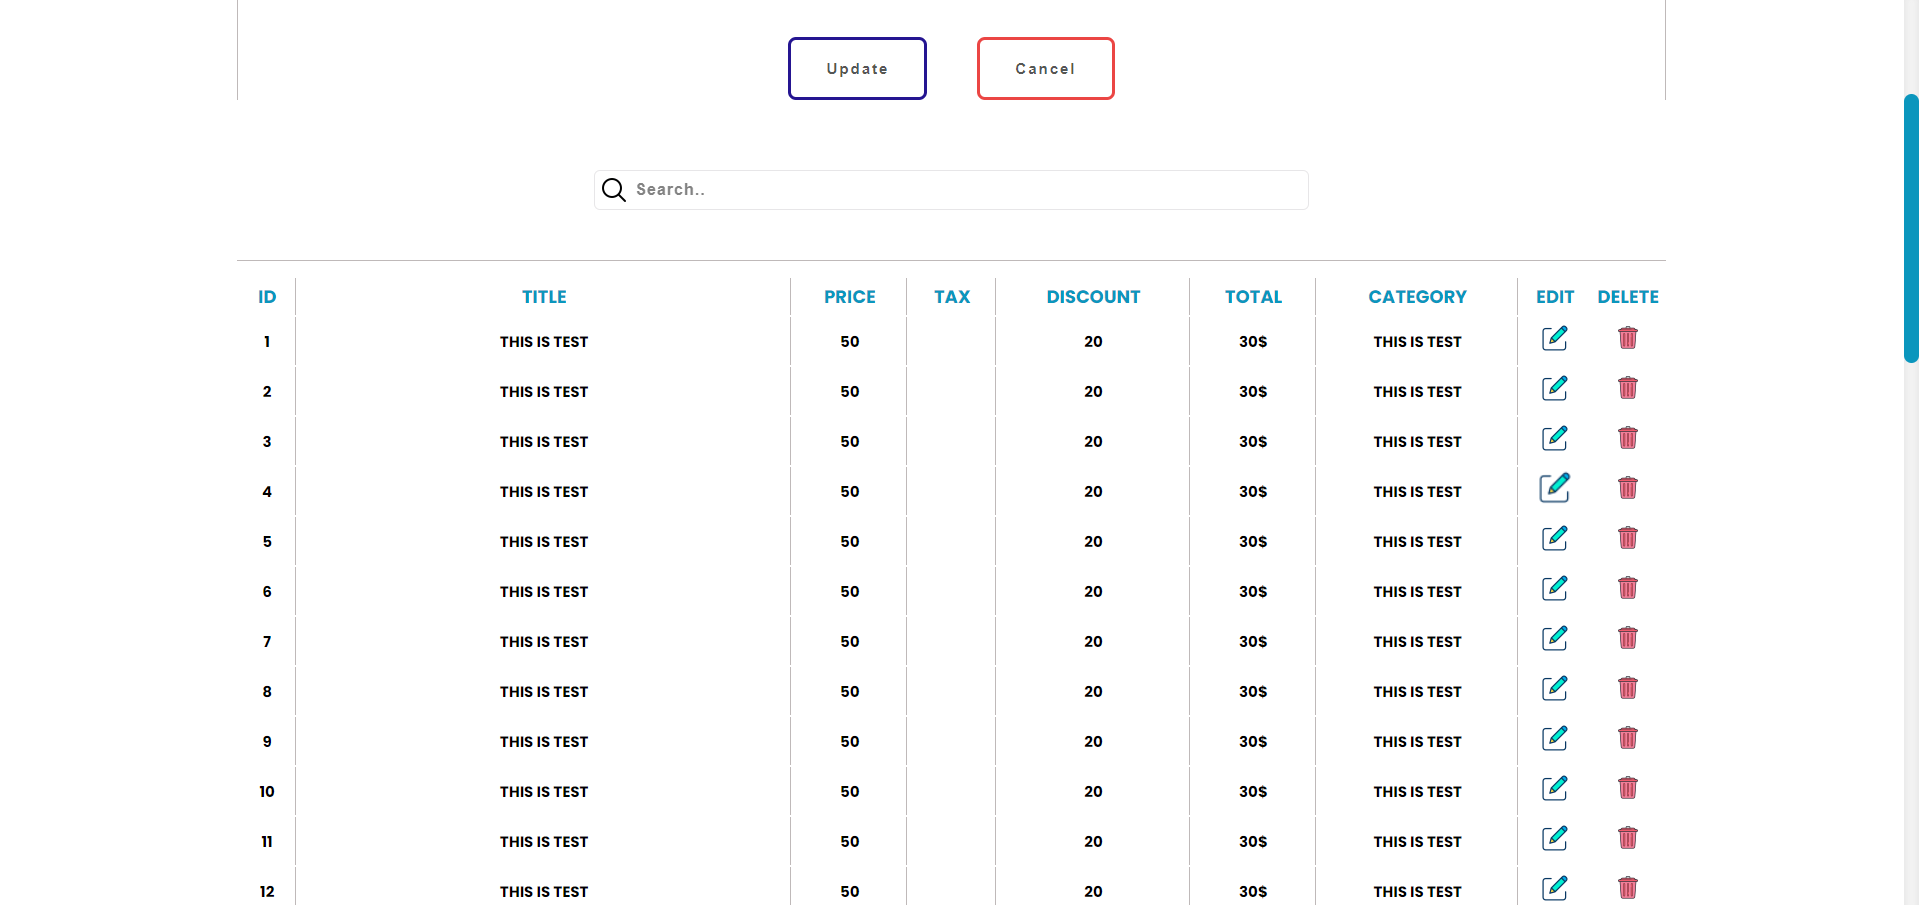 Update Cancel
Search..
ID TITLE PRICE TAX DISCOUNT TOTAL CATEGORY EDIT DELETE
1 THIS IS TEST 50 20 30$ THIS IS TEST
2 THIS IS TEST 50 20 30$ THIS IS TEST
3 THIS IS TEST 50 20 30$ THIS IS TEST
4 THIS IS TEST 50 20 30$ THIS IS TEST
5 THIS IS TEST 50 20 30$ THIS IS TEST
6 THIS IS TEST 50 20 30$ THIS IS TEST
7 THIS IS TEST 50 20 30$ THIS IS TEST
8 THIS IS TEST 50 20 30$ THIS IS TEST
9 THIS IS TEST 50 20 30$ THIS IS TEST
10 THIS IS TEST 50 20 30$ THIS IS TEST
11 THIS IS TEST 50 20 30$ THIS IS TEST
12 THIS IS TEST 50 20 30$ THIS IS TEST